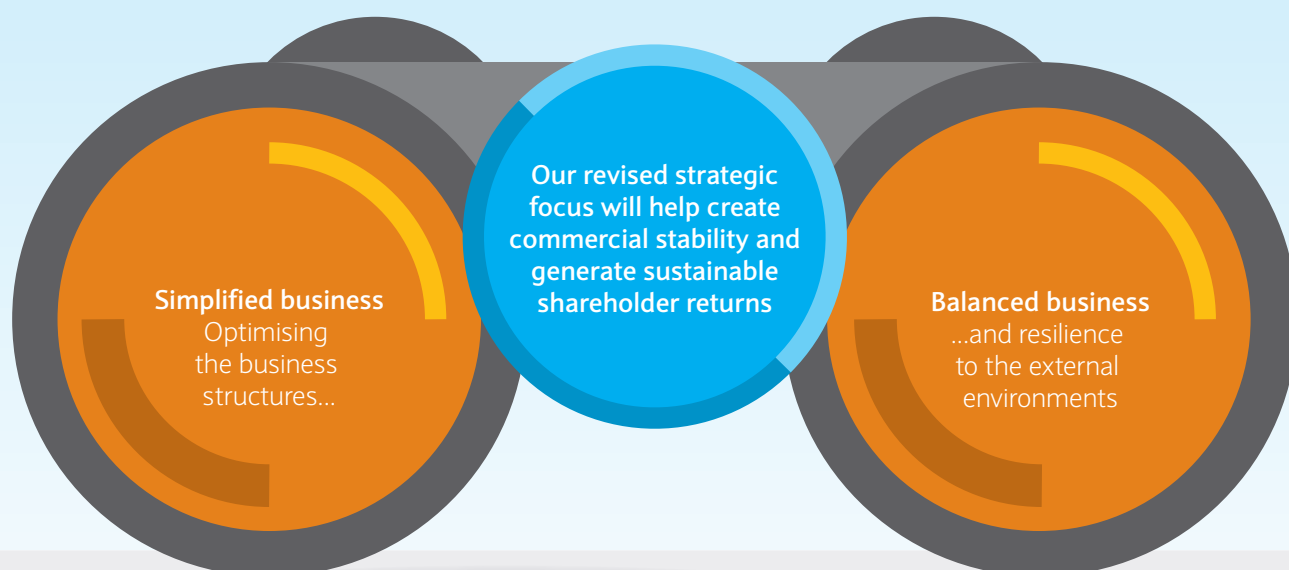 Simplified business
Optimising
the business
structures...
Our revised strategic
focus will help create
commercial stability and
generate sustainable
shareholder returns
Balanced business
...and resilience
to the external
environments